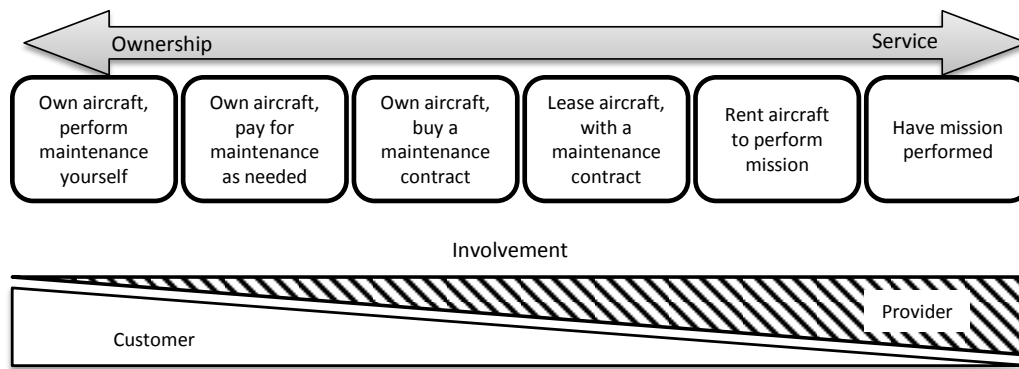 Ownership
Service
Own aircraft,
perform
maintenance
yourself
Own aircraft,
pay for
maintenance
as needed
Own aircraft,
buy a
maintenance
contract
Lease aircraft,
with a
maintenance
contract
Rent aircraft
to perform
mission
Have mission
performed
Involvement
Provider
Customer